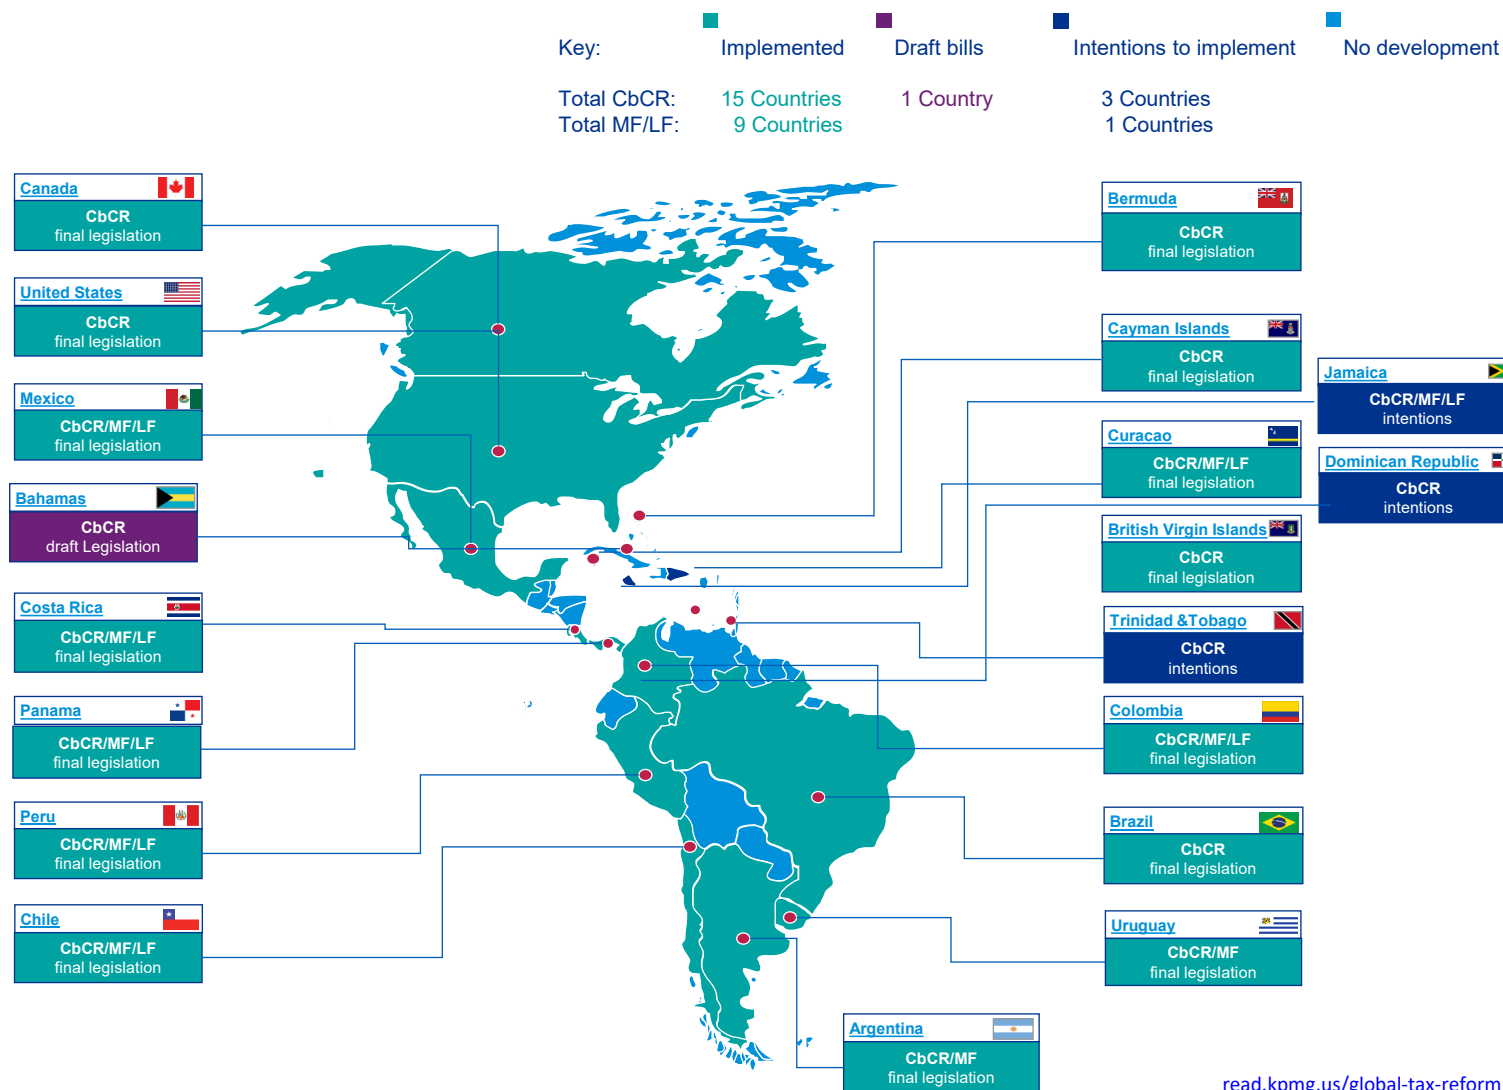 Key:
Implemented
Draft bills
Intentions to implement
No development
Total CbCR:
15 Countries
1 Country
3 Countries
Total MF/LF:
9 Countries
1 Countries
Canada
CbCR
final legislation
United States
CbCR
final legislation
Mexico
CbCR/MF/LF
final legislation
Bahamas
CbCR
draft Legislation
Costa Rica
CbCR/MF/LF
final legislation
Panama
CbCR/MF/LF
final legislation
Peru
CbCR/MF/LF
final legislation
Chile
CbCR/MF/LF
final legislation
Bermuda
CbCR
final legislation
Cayman Islands
CbCR
final legislation
Jamaica
CbCR/MF/LF
intentions
Curacao
CbCR/MF/LF
final legislation
Dominican Republic
CbCR
intentions
British Virgin Islands
CbCR
final legislation
Trinidad &Tobago
CbCR
intentions
Colombia
CbCR/MF/LF
final legislation
Brazil
CbCR
final legislation
Uruguay
CbCR/MF
final legislation
Argentina
CbCR/MF
final legislation
read.kpmg.us/global-tax-reform